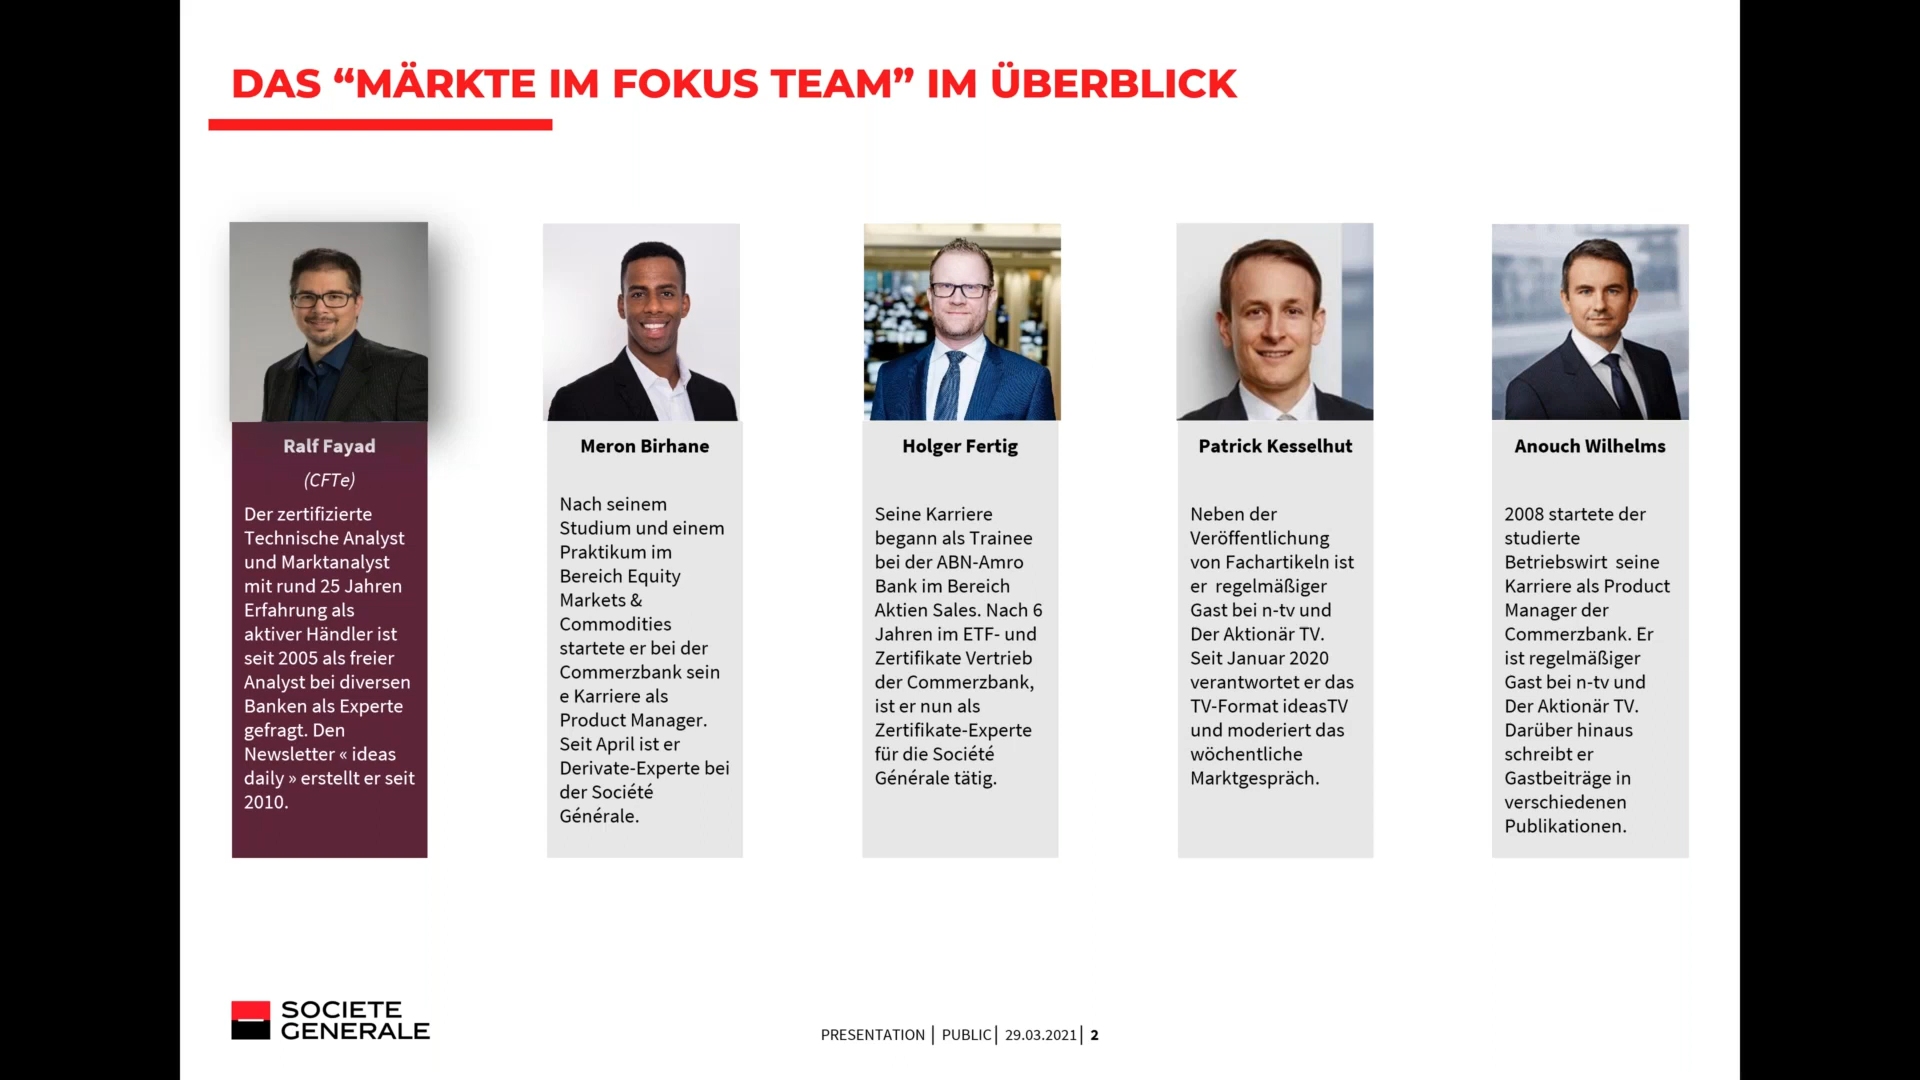 DAS “MÄRKTE IM FOKUS TEAM” IM ÜBERBLICK
Ralf Fayad
(CFTe)
Der zertifizierte
Technische Analyst
und Marktanalyst
mit rund 25 Jahren
Erfahrung als
aktiver Händler ist
seit 2005 als freier
Analyst bei diversen
Banken als Experte
gefragt. Den
Newsletter « ideas
daily » erstellt er seit
2010.
Meron Birhane
Nach seinem
Studium und einem
Praktikum im
Bereich Equity
Markets &
Commodities
startete er bei der
Commerzbank sein
e Karriere als
Product Manager.
Seit April ist er
Derivate-Experte bei
der Société
Générale.
Holger Fertig
Seine Karriere
begann als Trainee
bei der ABN-Amro
Bank im Bereich
Aktien Sales. Nach 6
Jahren im ETF- und
Zertifikate Vertrieb
der Commerzbank,
ist er nun als
Zertifikate-Experte
für die Société
Générale tätig.
Patrick Kesselhut
Neben der
Veröffentlichung
von Fachartikeln ist
er  regelmäßiger
Gast bei n-tv und
Der Aktionär TV.
Seit Januar 2020
verantwortet er das
TV-Format ideasTV
und moderiert das
wöchentliche
Marktgespräch.
Anouch Wilhelms
2008 startete der
studierte
Betriebswirt  seine
Karriere als Product
Manager der
Commerzbank. Er
ist regelmäßiger
Gast bei n-tv und
Der Aktionär TV.
Darüber hinaus
schreibt er
Gastbeiträge in
verschiedenen
Publikationen.
SOCIETE
GENERALE
PRESENTATION | PUBLIC | 29.03.2021 | 2